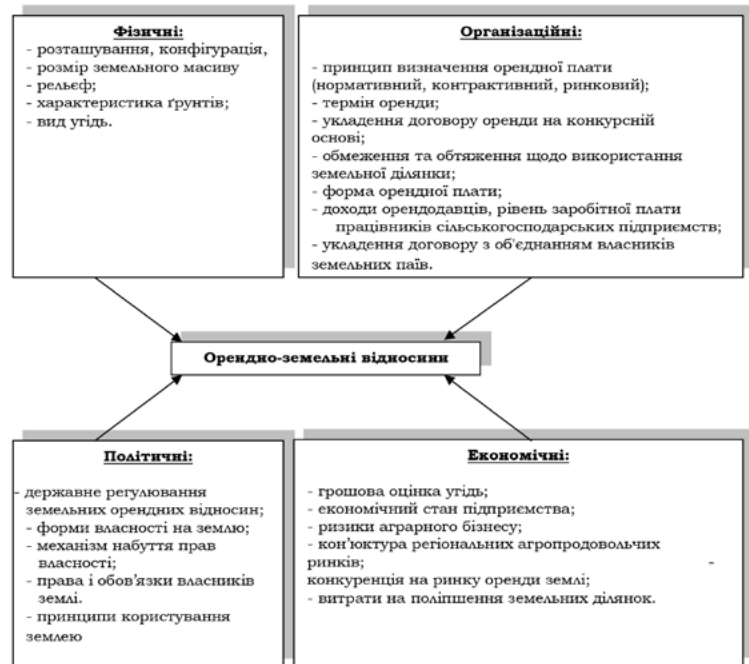 Фізичні:
- розташування, конфігурація,
- розмір земельного масиву
- рельєф;
- характеристика ґрунтів;
- вид угідь.
Організаційні:
- принцип визначення орендної плати
(нормативний, контрактивний, ринковий);
- термін оренди;
- укладення договору оренди на конкурсній
основі;
- обмеження та обтяження щодо використання
земельної ділянки;
- форма орендної плати;
- доходи орендодавців, рівень заробітної плати
працівників сільськогосподарських підприємств;
- укладення договору з об'єднанням власників
земельних паїв.
Орендно-земельні відносини
Політичні:
- державне регулювання
земельних орендних відносин;
- форми власності на землю;
- механізм набуття прав
власності;
- права і обов’язки власників
землі.
- принципи користування
землею
Економічні:
- грошова оцінка угідь;
- економічний стан підприємства;
- ризики аграрного бізнесу;
- кон’юктура регіональних агропродовольчих
ринків; -
конкуренція на ринку оренди землі;
- витрати на поліпшення земельних ділянок.